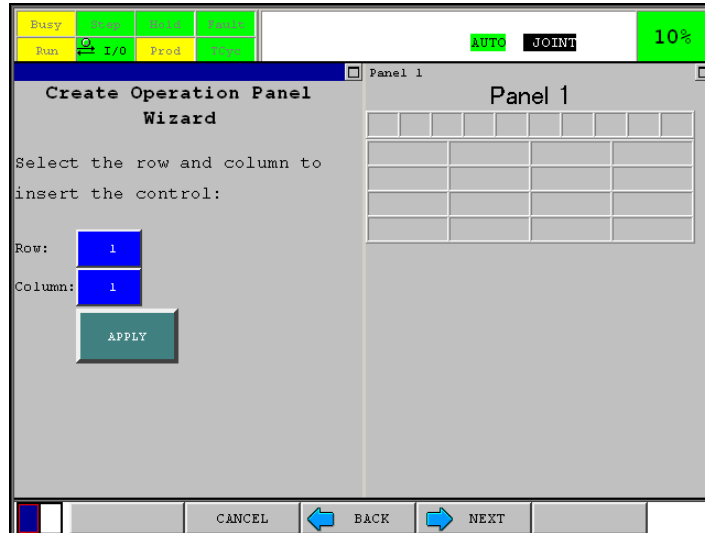 Busy Step Hold Fault
Run I/O Prod TCyc
AUTO JOINT 10%
Panel 1
Create Operation Panel
Wizard
Panel 1
Select the row and column to
insert the control:
Row: 1
Column: 1
APPLY
CANCEL BACK NEXT